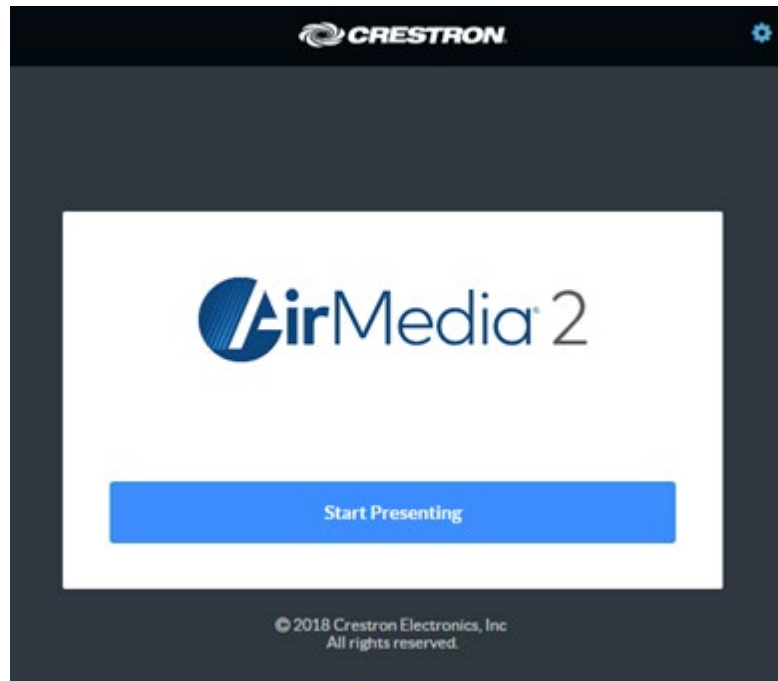 CRESTRON
AirMedia® 2
Start Presenting
© 2018 Crestron Electronics, Inc
All rights reserved.